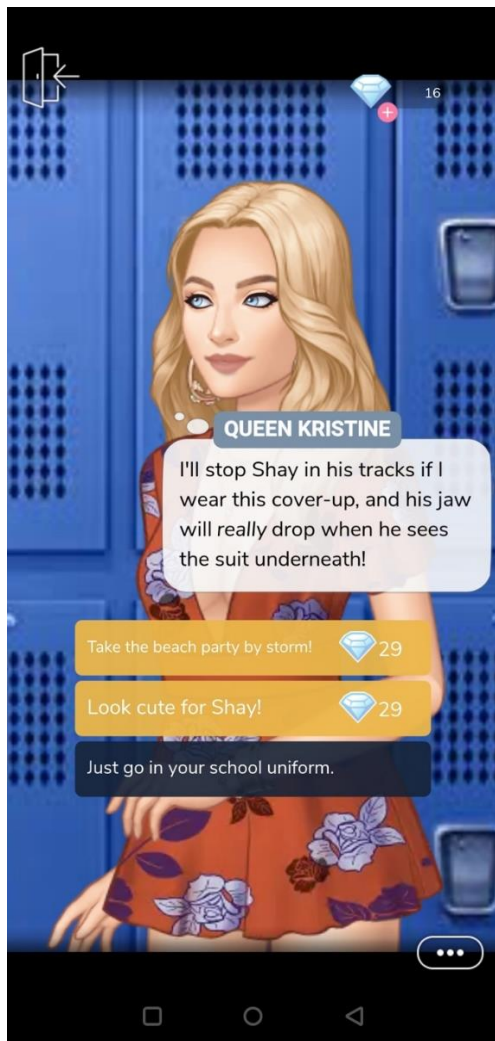 16
QUEEN KRISTINE
I'll stop Shay in his tracks if I
wear this cover-up, and his jaw
will really drop when he sees
the suit underneath!
Take the beach party by storm! 29
Look cute for Shay! 29
Just go in your school uniform.